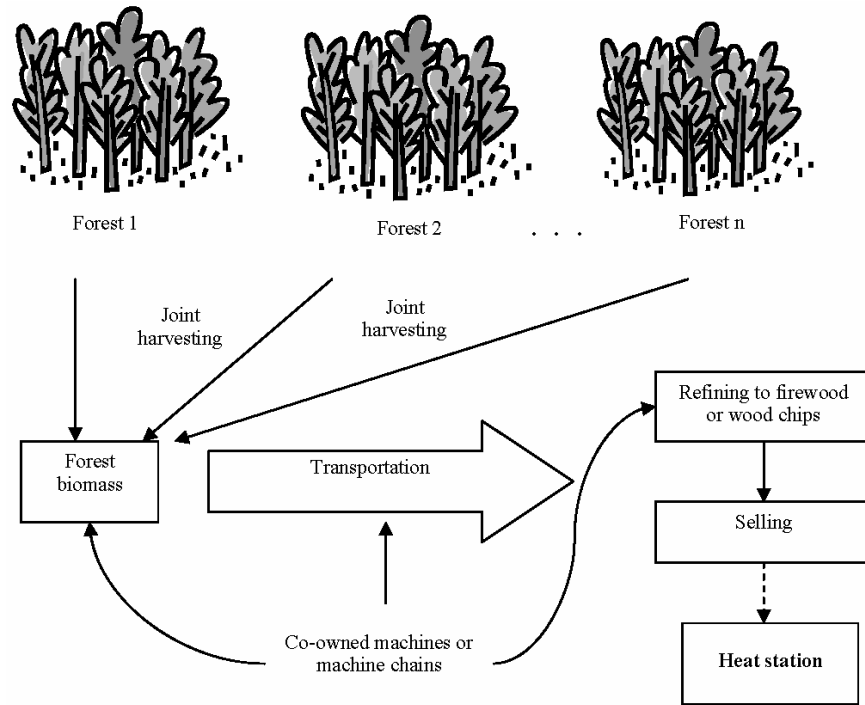 Forest 1
Forest 2
. . .
Forest n
Joint
harvesting
Joint
harvesting
Refining to firewood
or wood chips
Forest
biomass
Transportation
Selling
Co-owned machines or
machine chains
Heat station